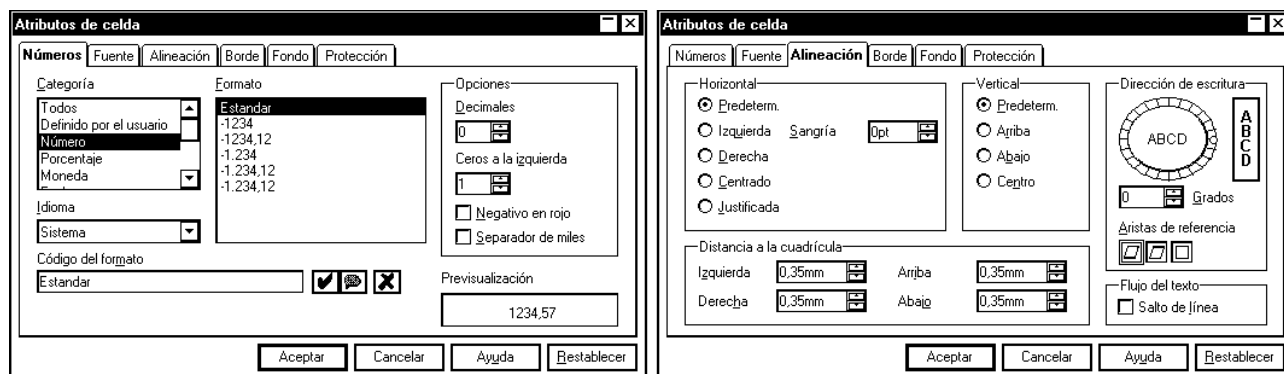 Atributos de celda
Números Fuente Alineación Borde Fondo Protección
Categoría
Todos
Definido por el usuario
Número
Porcentaje
Moneda
Formato
Estandar
-1234
-1234,12
-1.234
-1.234,12
-1.234,12
Opciones
Decimales
0
Ceros a la izquierda
1
Negativo en rojo
Separador de miles
Idioma
Sistema
Código del formato
Estandar
Previsualización
1234,57
Aceptar Cancelar Ayuda Restablecer
Atributos de celda
Números Fuente Alineación Borde Fondo Protección
Horizontal
Predeterm.
Izquierda Sangría 0pt
Derecha
Centrado
Justificada
Vertical
Predeterm.
Arriba
Abajo
Centro
Dirección de escritura
ABCD
ABCD
0 Grados
Aristas de referencia
Distancia a la cuadrícula
Izquierda 0,35mm Arriba 0,35mm
Derecha 0,35mm Abajo 0,35mm
Flujo del texto
Salto de línea
Aceptar Cancelar Ayuda Restablecer